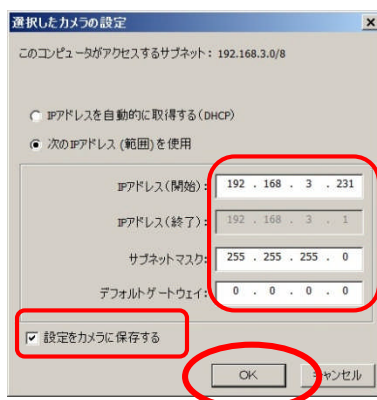 選択したカメラの設定
このコンピュータがアクセスするサブネット: 192.168.3.0/8
IPアドレスを自動的に取得する(DHCP)
次のIPアドレス (範囲)を使用
IPアドレス(開始): 192 . 168 . 3 . 231
IPアドレス(終了): 192 . 168 . 3 . 1
サブネットマスク: 255 . 255 . 255 . 0
デフォルトゲートウェイ: 0 . 0 . 0 . 0
設定をカメラに保存する
OK キャンセル